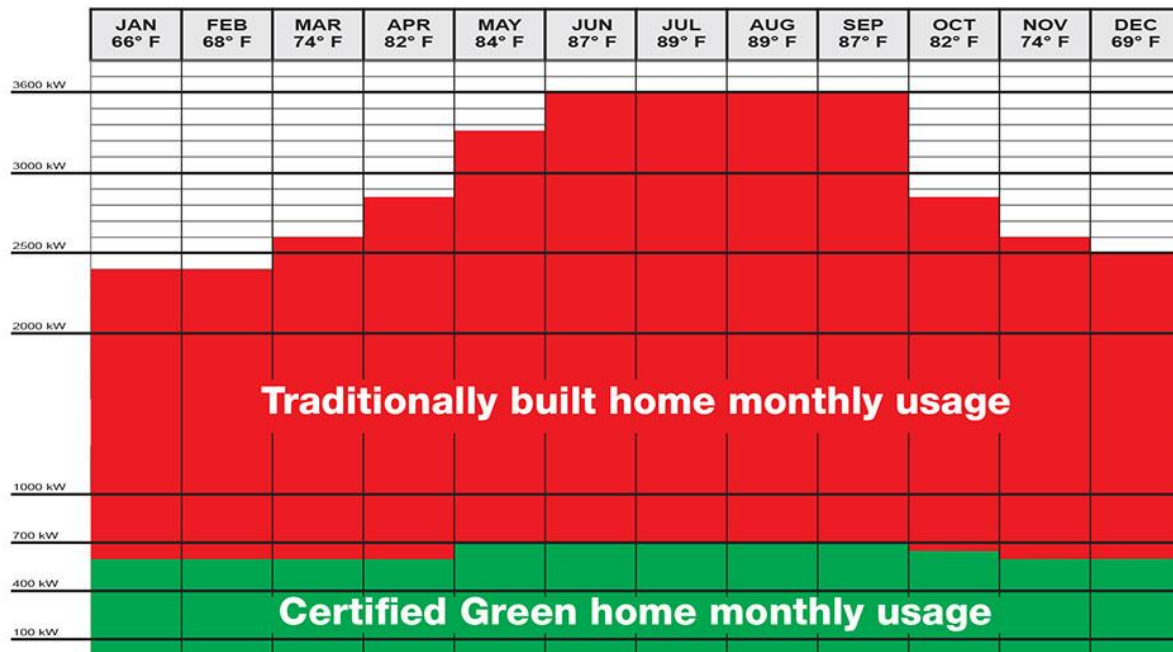 JAN FEB MAR APR MAY JUN JUL AUG SEP OCT NOV DEC
66° F 68° F 74° F 82° F 84° F 87° F 89° F 89° F 87° F 82° F 74° F 69° F
3600 kW
3000 kW
2500 kW
2000 kW
Traditionally built home monthly usage
1000 kW
700 kW
400 kW
Certified Green home monthly usage
100 kW